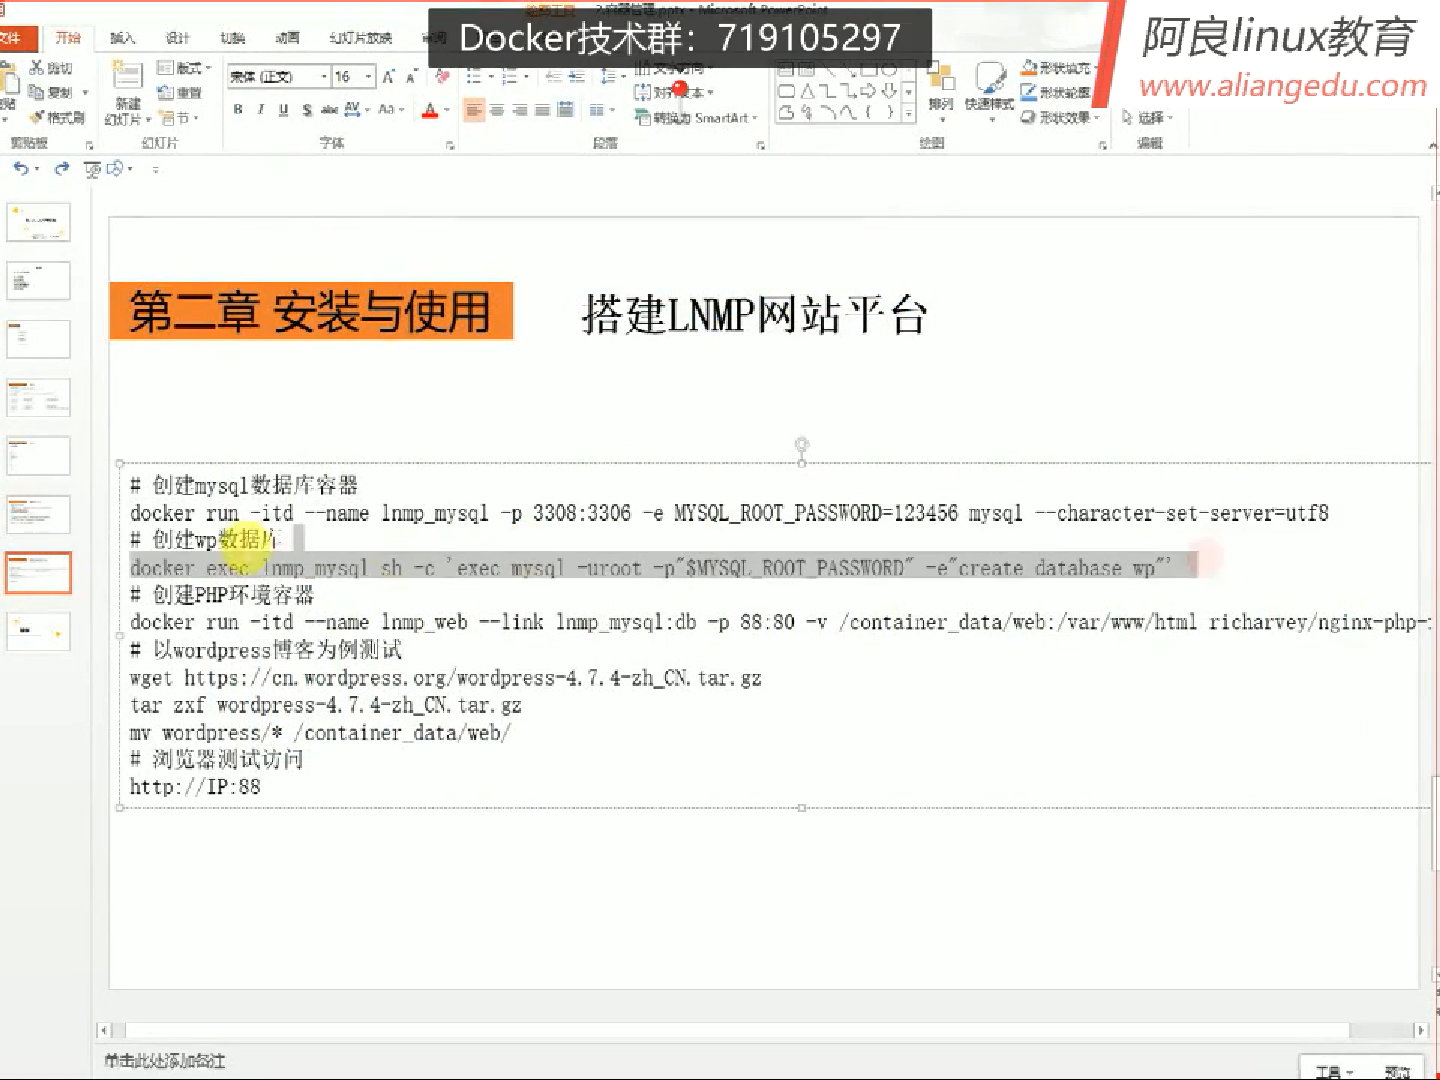 Docker技术群：719105297
阿良linux教育
www.aliangedu.com
文件 开始 插入 设计 切换 动画 幻灯片放映 审阅
剪切
复制
格式刷
剪贴板
新建
幻灯片
版式
重置
节
幻灯片
宋体 (正文) 16
B I U S abc AV Aa A
字体
文字方向
转换为 SmartArt
段落
排列
快速样式
形状填充
形状轮廓
形状效果
绘图
选择
编辑
第二章 安装与使用
搭建LNMP网站平台
# 创建mysql数据库容器
docker run -itd --name lnmp_mysql -p 3308:3306 -e MYSQL_ROOT_PASSWORD=123456 mysql --character-set-server=utf8
# 创建wp数据库
docker exec lnmp_mysql sh -c 'exec mysql -uroot -p"$MYSQL_ROOT_PASSWORD" -e"create database wp"'
# 创建PHP环境容器
docker run -itd --name lnmp_web --link lnmp_mysql:db -p 88:80 -v /container_data/web:/var/www/html richarvey/nginx-php-
# 以wordpress博客为例测试
wget https://cn.wordpress.org/wordpress-4.7.4-zh_CN.tar.gz
tar zxf wordpress-4.7.4-zh_CN.tar.gz
mv wordpress/* /container_data/web/
# 浏览器测试访问
http://IP:88
单击此处添加备注
工具 预览